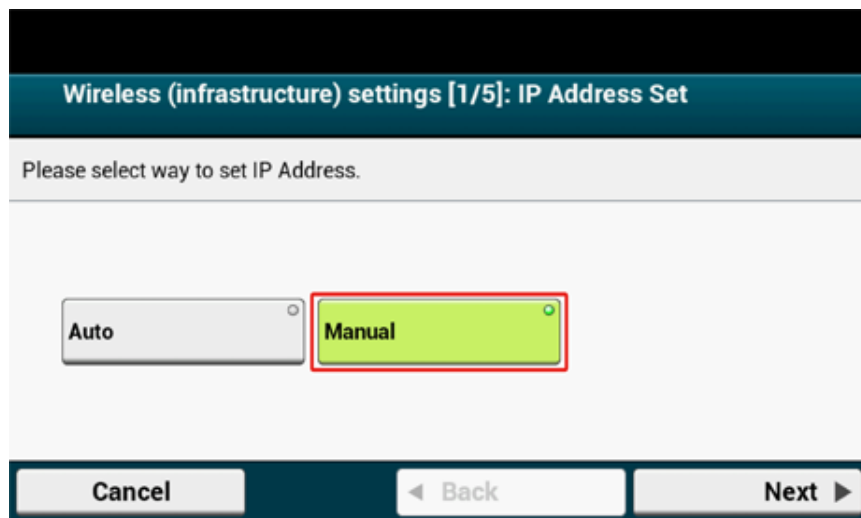 Wireless (infrastructure) settings [1/5]: IP Address Set
Please select way to set IP Address.
Auto
Manual
Cancel
Back
Next